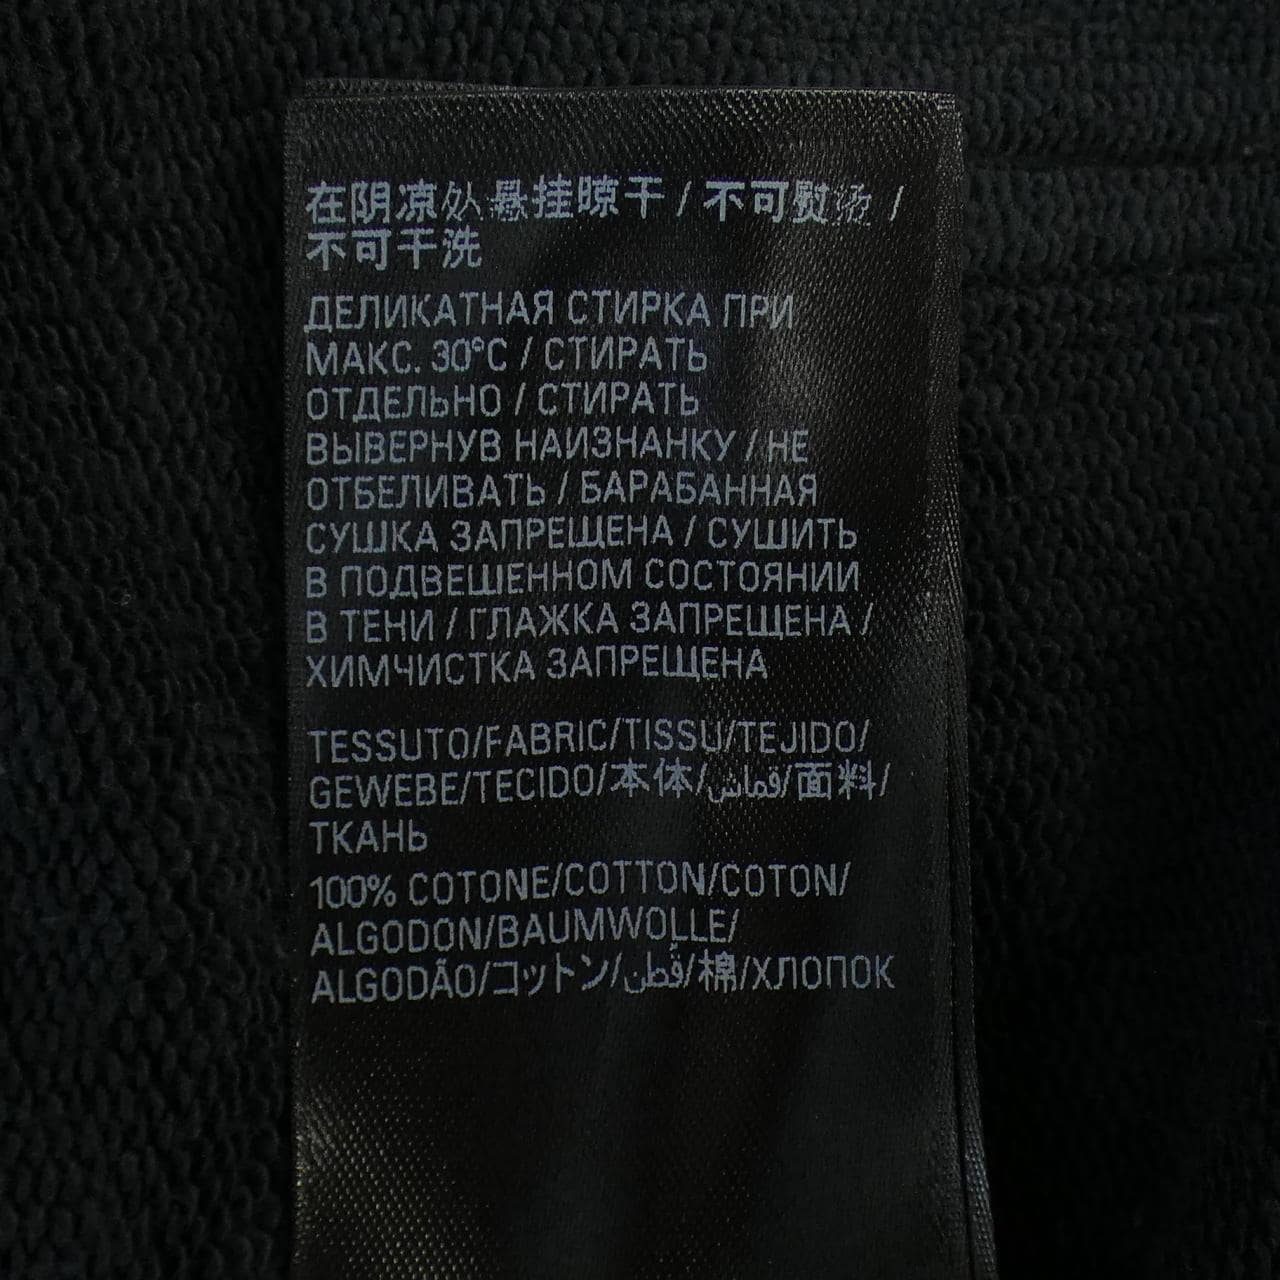 在阴凉处悬挂晾干 / 不可熨烫 /
不可干洗
ДЕЛИКАТНАЯ СТИРКА ПРИ
МАКС. 30°C / СТИРАТЬ
ОТДЕЛЬНО / СТИРАТЬ
ВЫВЕРНУВ НАИЗНАНКУ / НЕ
ОТБЕЛИВАТЬ / БАРАБАННАЯ
СУШКА ЗАПРЕЩЕНА / СУШИТЬ
В ПОДВЕШЕННОМ СОСТОЯНИИ
В ТЕНИ / ГЛАЖКА ЗАПРЕЩЕНА /
ХИМЧИСТКА ЗАПРЕЩЕНА
TESSUTO/FABRIC/TISSU/TEJIDO/
GEWEBE/TECIDO/本体/قماش/面料/
ТКАНЬ
100% COTONE/COTTON/COTON/
ALGODON/BAUMWOLLE/
ALGODÃO/コットン/قطن/棉/ХЛОПОК